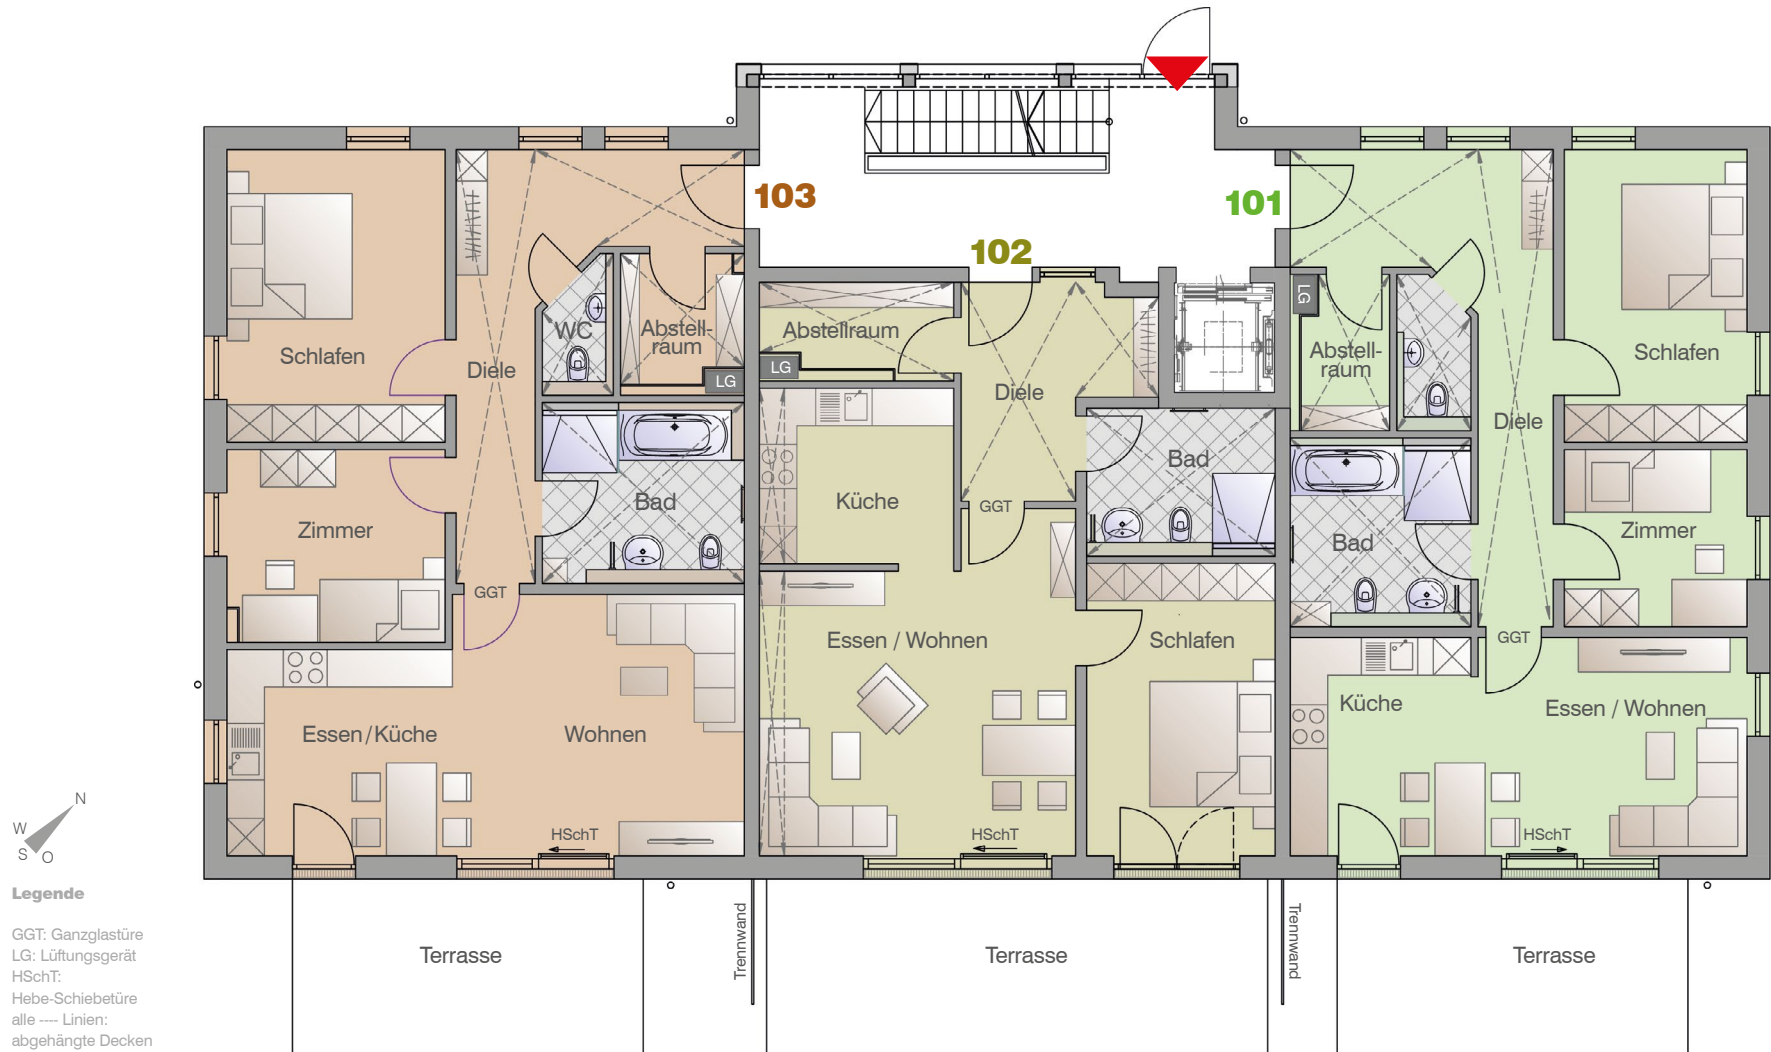 103
101
102
Schlafen
Diele
WC
Abstell-
raum
LG
Zimmer
Bad
GGT
Essen/Küche
Wohnen
HSchT
Abstellraum
LG
Diele
Küche
GGT
Bad
Essen / Wohnen
Schlafen
HSchT
LG
Abstell-
raum
Diele
Schlafen
Bad
Zimmer
GGT
Küche
Essen / Wohnen
HSchT
Terrasse
Trennwand
Terrasse
Trennwand
Terrasse
N
W
S
O
Legende
GGT: Ganzglastüre
LG: Lüftungsgerät
HSchT:
Hebe-Schiebetüre
alle ---- Linien:
abgehängte Decken